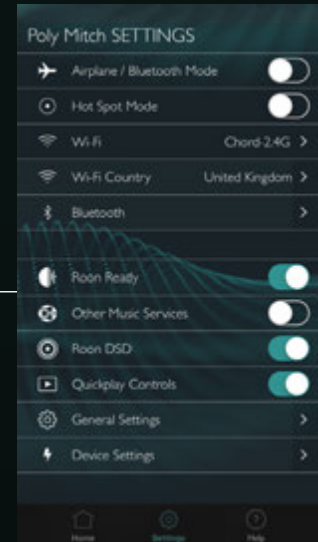 Poly Mitch SETTINGS
Airplane / Bluetooth Mode
Hot Spot Mode
Wi-Fi Chord-2.4G
Wi-Fi Country United Kingdom
Bluetooth
Roon Ready
Other Music Services
Roon DSD
Quickplay Controls
General Settings
Device Settings
Home Settings Help